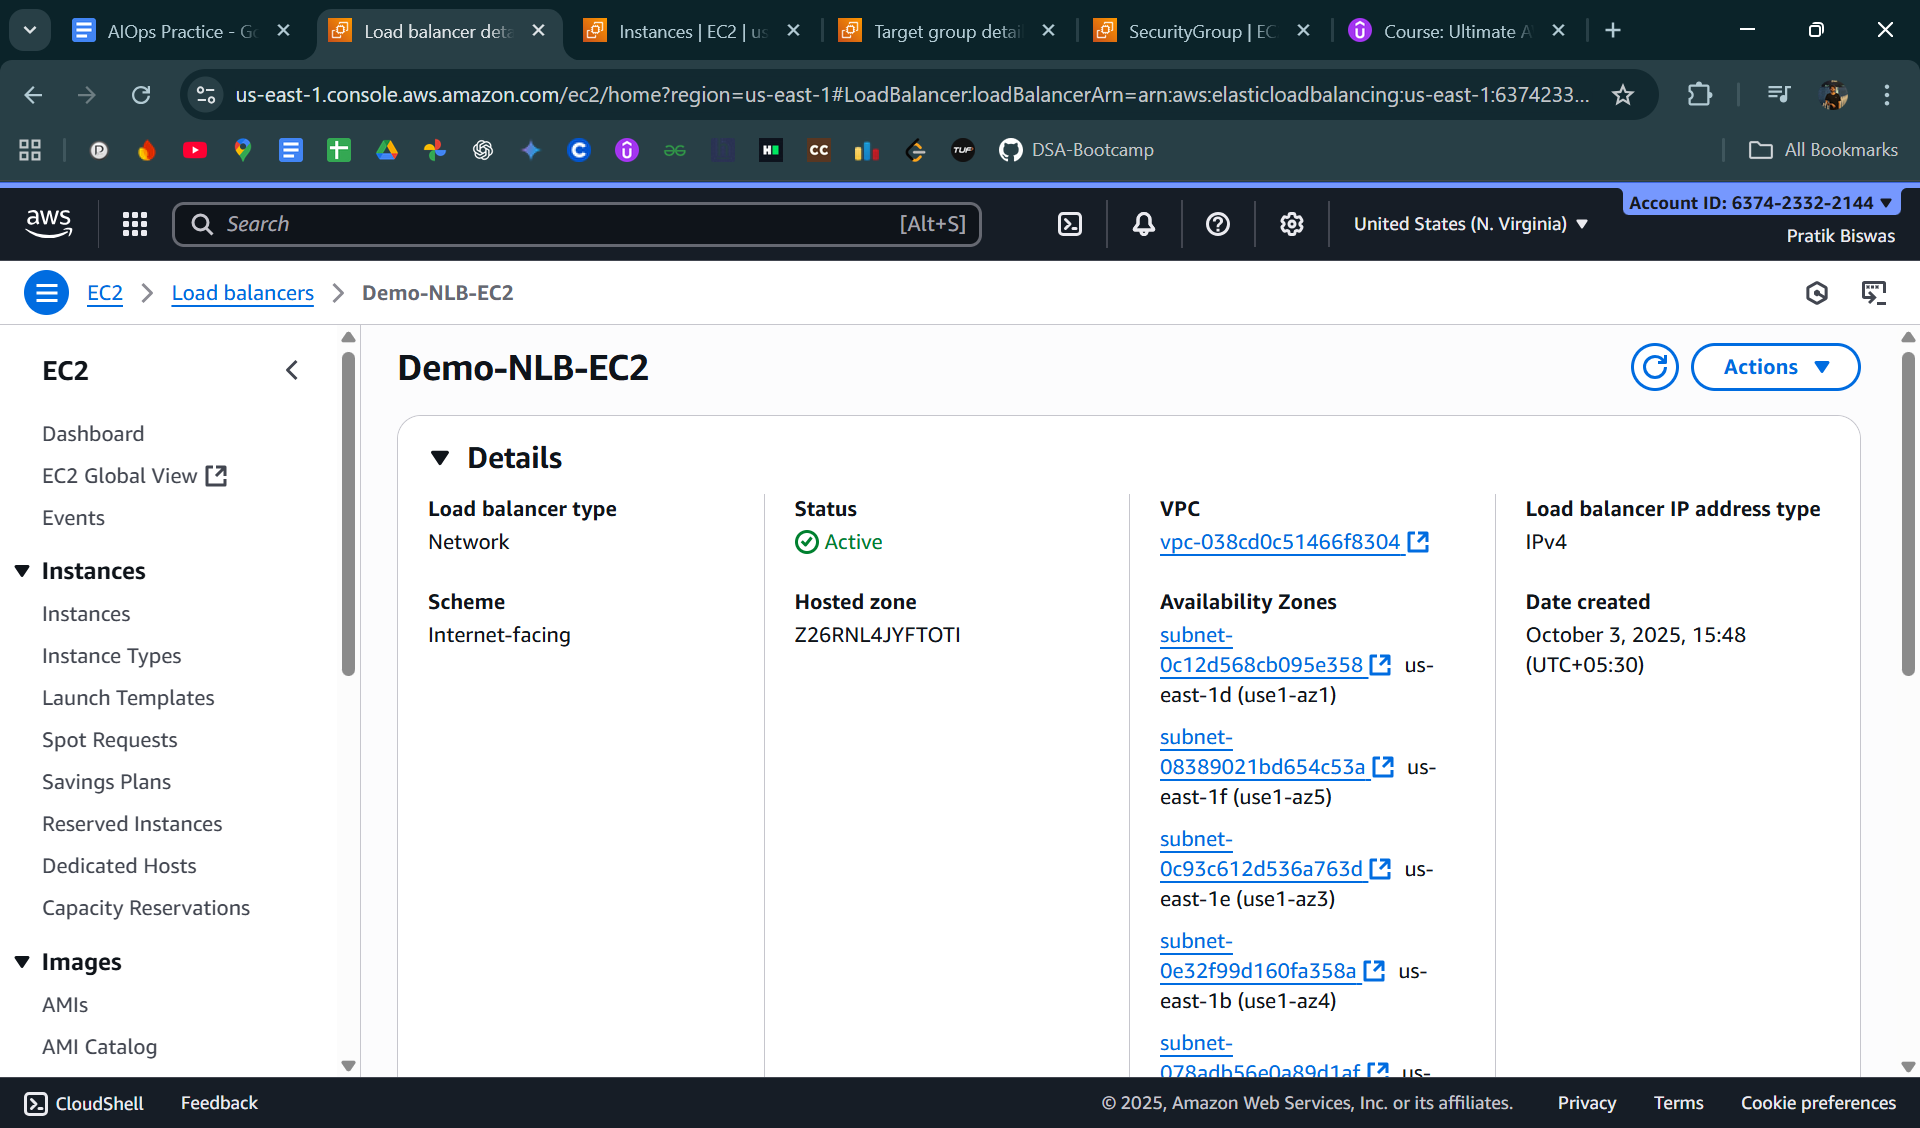 AIOps Practice - Go
Load balancer deta
Instances | EC2 | us
Target group detail
SecurityGroup | EC
Course: Ultimate A
us-east-1.console.aws.amazon.com/ec2/home?region=us-east-1#LoadBalancer:loadBalancerArn=arn:aws:elasticloadbalancing:us-east-1:6374233...
DSA-Bootcamp
All Bookmarks
aws
Search
[Alt+S]
United States (N. Virginia)
Account ID: 6374-2332-2144
Pratik Biswas
EC2
Load balancers
Demo-NLB-EC2
EC2
Dashboard
EC2 Global View
Events
Instances
Instances
Instance Types
Launch Templates
Spot Requests
Savings Plans
Reserved Instances
Dedicated Hosts
Capacity Reservations
Images
AMIs
AMI Catalog
Demo-NLB-EC2
Actions
Details
Load balancer type
Network
Scheme
Internet-facing
Status
Active
Hosted zone
Z26RNL4JYFTOTI
VPC
vpc-038cd0c51466f8304
Availability Zones
subnet-
0c12d568cb095e358 us-
east-1d (use1-az1)
subnet-
08389021bd654c53a us-
east-1f (use1-az5)
subnet-
0c93c612d536a763d us-
east-1e (use1-az3)
subnet-
0e32f99d160fa358a us-
east-1b (use1-az4)
subnet-
078adb56e0a89d1af us-
Load balancer IP address type
IPv4
Date created
October 3, 2025, 15:48
(UTC+05:30)
CloudShell
Feedback
© 2025, Amazon Web Services, Inc. or its affiliates.
Privacy
Terms
Cookie preferences